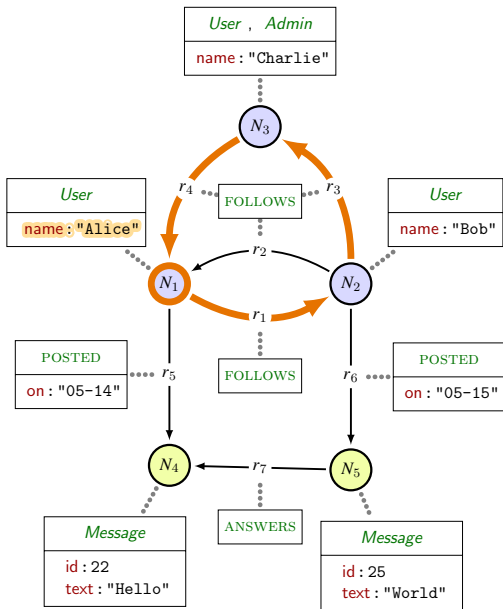 User , Admin
name : "Charlie"
N3
r4
r3
FOLLOWS
User
name : "Alice"
User
name : "Bob"
r2
N1
N2
r1
POSTED
on : "05-14"
r5
FOLLOWS
r6
POSTED
on : "05-15"
N4
r7
N5
ANSWERS
Message
id : 22
text : "Hello"
Message
id : 25
text : "World"